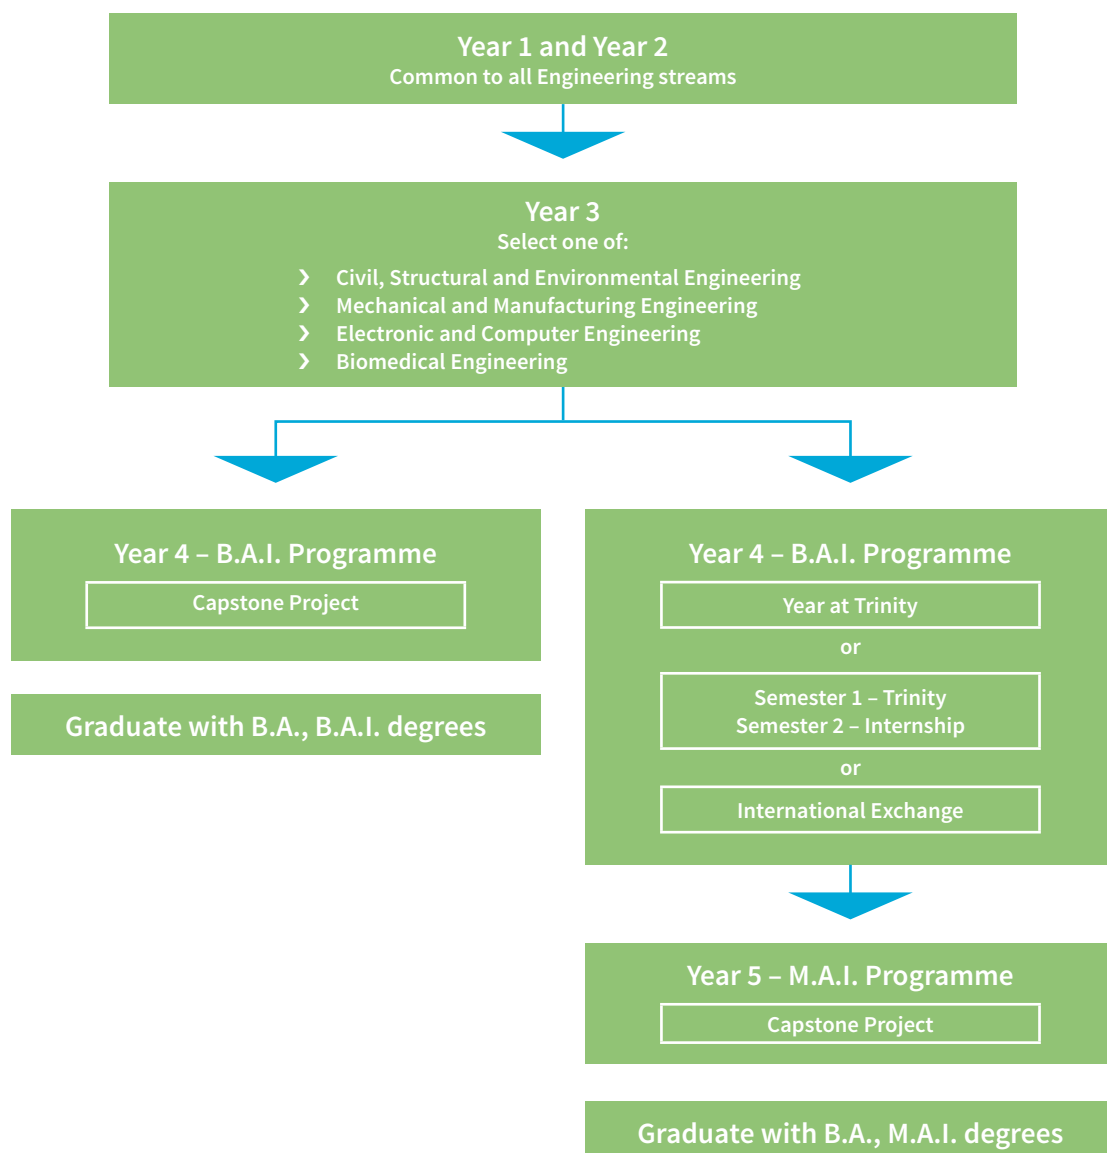 Year 1 and Year 2
Common to all Engineering streams
Year 3
Select one of:
❯ Civil, Structural and Environmental Engineering
❯ Mechanical and Manufacturing Engineering
❯ Electronic and Computer Engineering
❯ Biomedical Engineering
Year 4 – B.A.I. Programme
Capstone Project
Graduate with B.A., B.A.I. degrees
Year 4 – B.A.I. Programme
Year at Trinity
or
Semester 1 – Trinity
Semester 2 – Internship
or
International Exchange
Year 5 – M.A.I. Programme
Capstone Project
Graduate with B.A., M.A.I. degrees